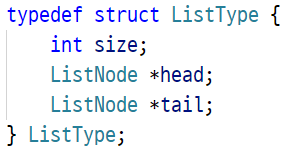 typedef struct ListType {
    int size;
    ListNode *head;
    ListNode *tail;
} ListType;